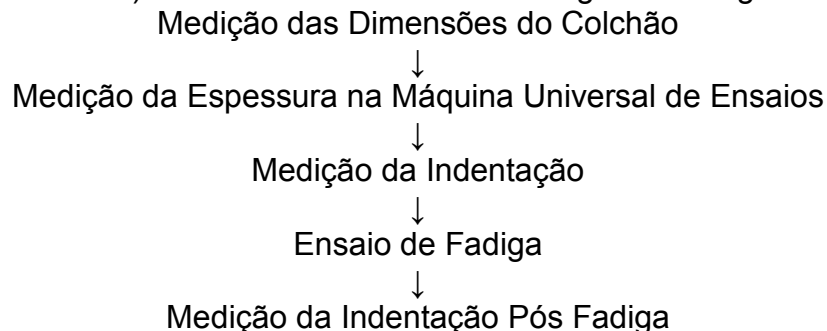 Medição das Dimensões do Colchão
↓
Medição da Espessura na Máquina Universal de Ensaios
↓
Medição da Indentação
↓
Ensaio de Fadiga
↓
Medição da Indentação Pós Fadiga